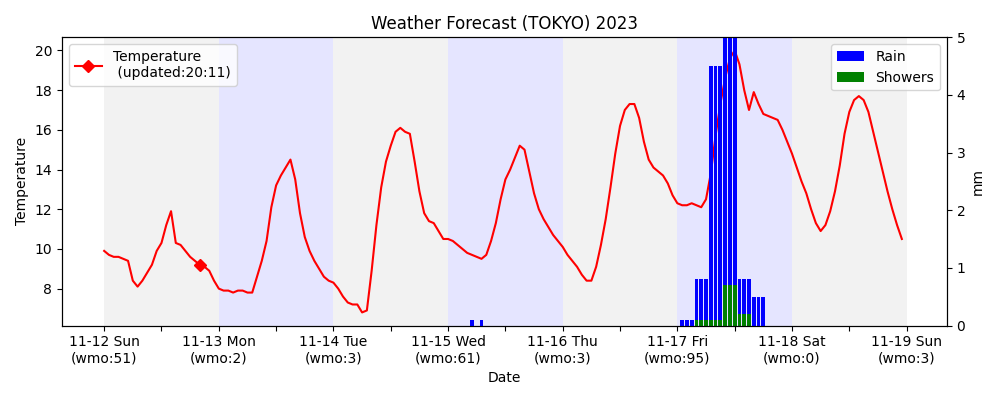 Weather Forecast (TOKYO) 2023
Temperature
(updated:20:11)
Rain
Showers
Temperature
20
18
16
14
12
10
8
5
4
3
2
1
0
mm
11-12 Sun
(wmo:51)
11-13 Mon
(wmo:2)
11-14 Tue
(wmo:3)
11-15 Wed
(wmo:61)
11-16 Thu
(wmo:3)
11-17 Fri
(wmo:95)
11-18 Sat
(wmo:0)
11-19 Sun
(wmo:3)
Date